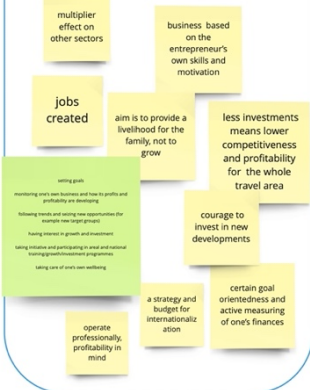 multiplier
effect on
other sectors
business based
on the
entrepreneur's
own skills and
motivation
jobs
created
aim is to provide a
livelihood for the
family, not to
grow
less investments
means lower
competitiveness
and profitability
for the whole
travel area
setting goals
monitoring one's own business and how its profits and
profitability are developing
following trends and seizing new opportunities (for
example new target groups)
having interest in growth and investment
taking initiative and participating in areal and national
training/growth/investment programmes
taking care of one's own wellbeing.
courage to
invest in new
developments
a strategy and
budget for
internationaliz
ation
certain goal
orientedness and
active measuring
of one's finances
operate
professionally,
profitability in
mind